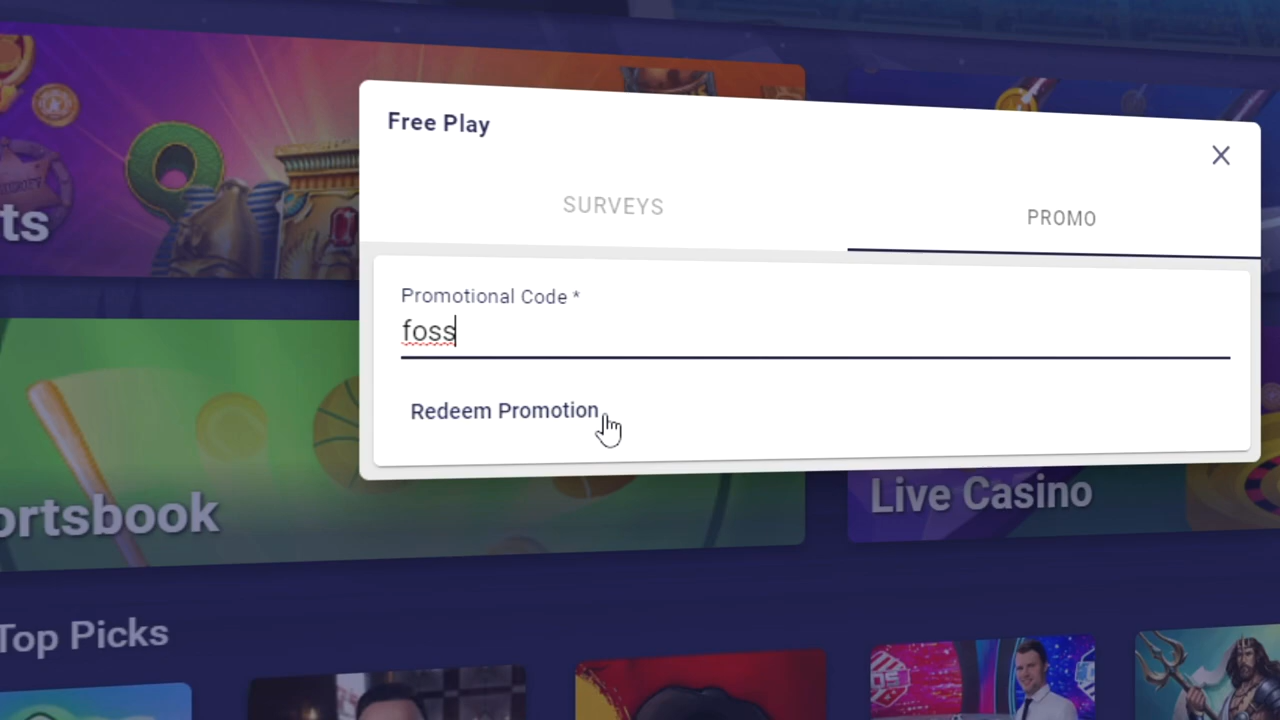 Free Play
SURVEYS
PROMO
Promotional Code *
foss
Redeem Promotion
ts
ortsbook
Live Casino
Top Picks